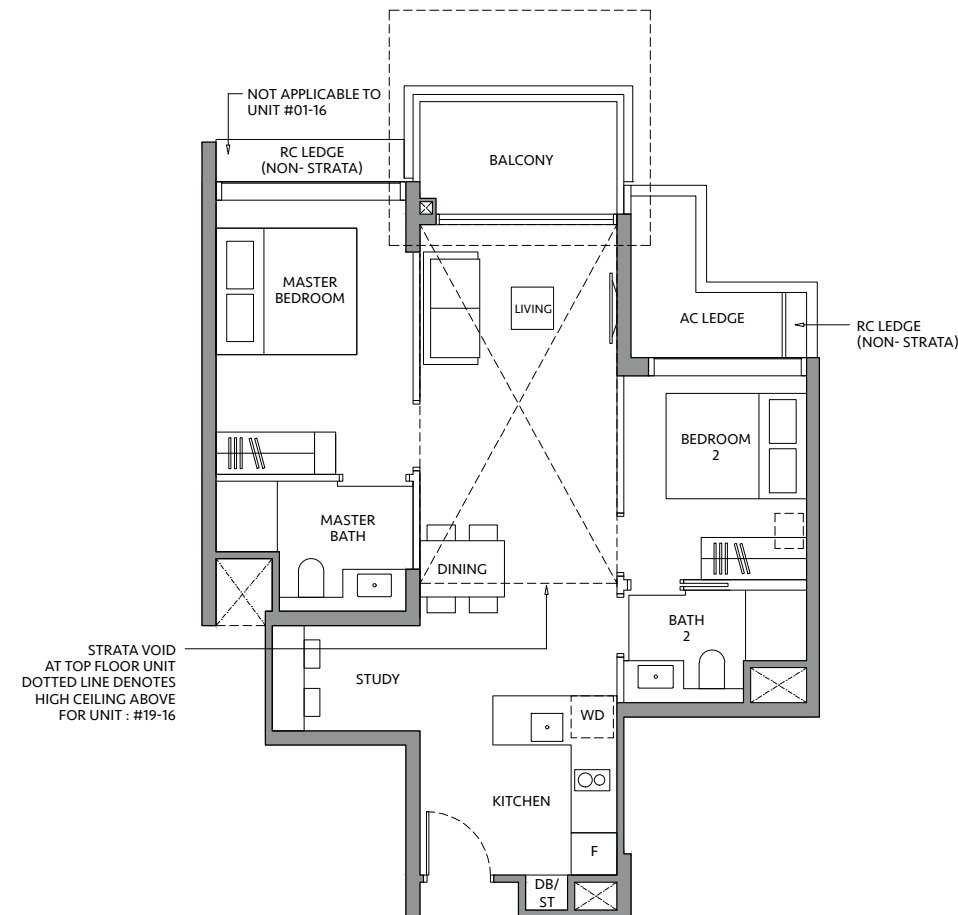 NOT APPLICABLE TO
UNIT #01-16
RC LEDGE
(NON- STRATA)
BALCONY
MASTER
BEDROOM
LIVING
AC LEDGE
RC LEDGE
(NON- STRATA)
BEDROOM
2
MASTER
BATH
DINING
BATH
2
STRATA VOID
AT TOP FLOOR UNIT
DOTTED LINE DENOTES
HIGH CEILING ABOVE
FOR UNIT : #19-16
STUDY
WD
KITCHEN
F
DB/
ST